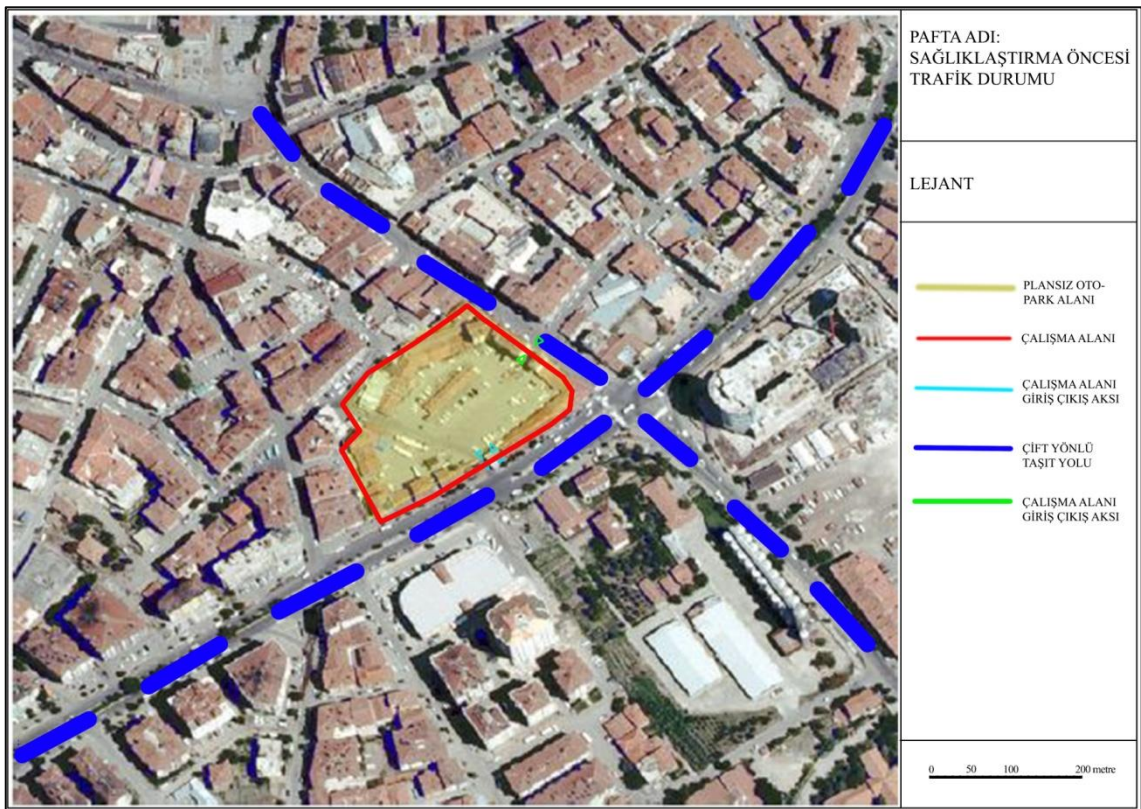 PAFTA ADI:
SAĞLIKLAŞTIRMA ÖNCESİ
TRAFİK DURUMU
LEJANT
PLANSIZ OTO-
PARK ALANI
ÇALIŞMA ALANI
ÇALIŞMA ALANI
GİRİŞ ÇIKIŞ AKSI
ÇİFT YÖNLÜ
TAŞIT YOLU
ÇALIŞMA ALANI
GİRİŞ ÇIKIŞ AKSI
0 50 100 200 metre